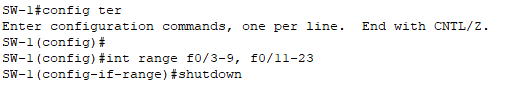 SW-1#config ter
Enter configuration commands, one per line.  End with CNTL/Z.
SW-1(config)#
SW-1(config)#int range f0/3-9, f0/11-23
SW-1(config-if-range)#shutdown